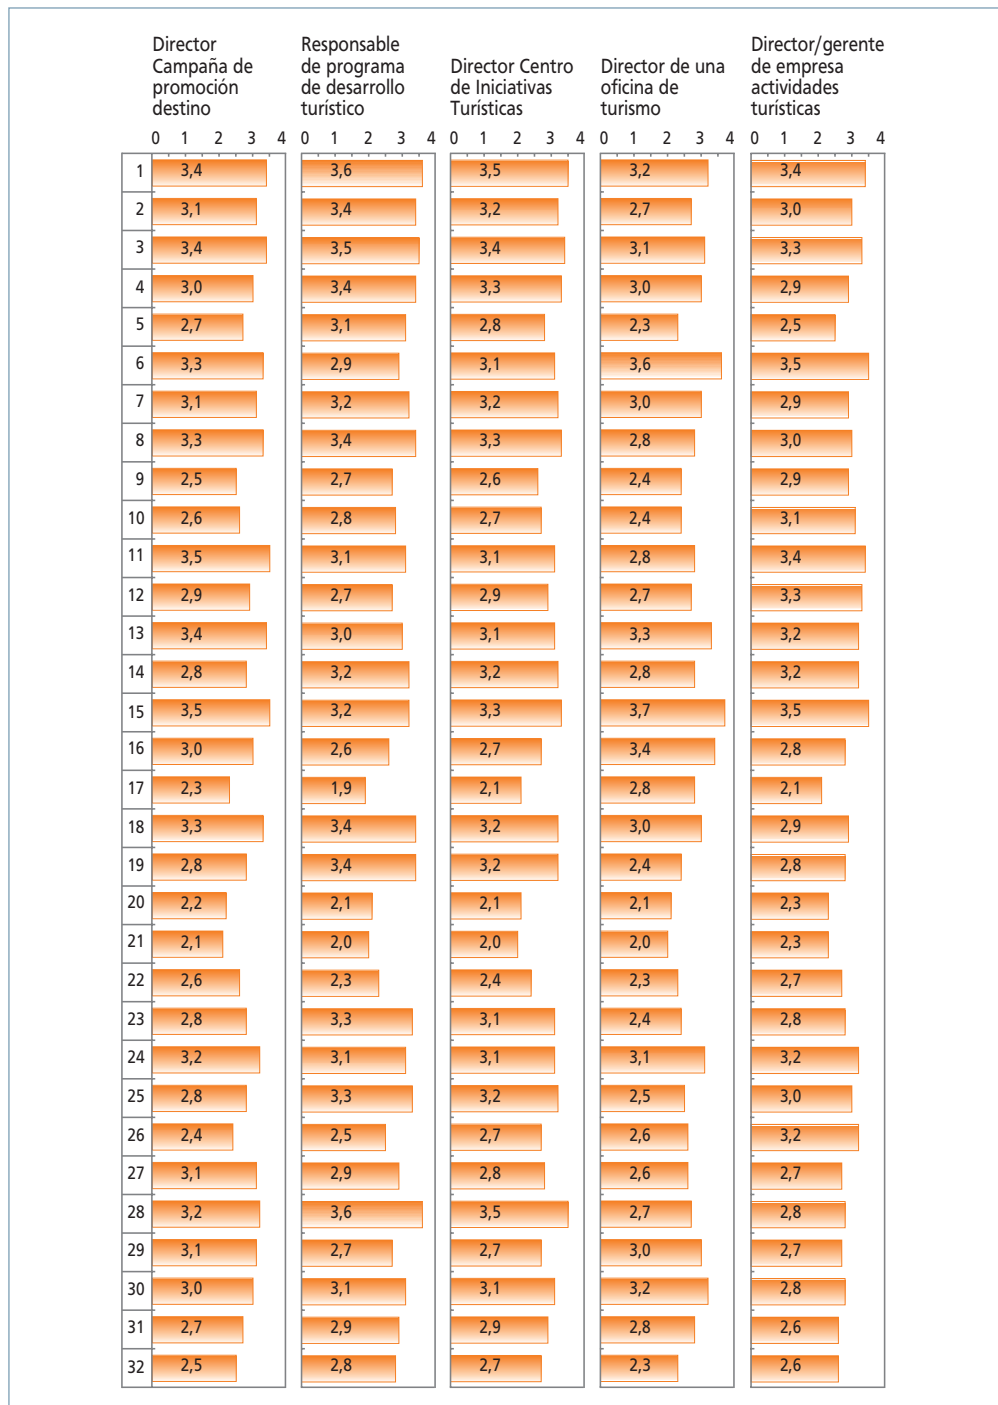 Director
Campaña de
promoción
destino
Responsable
de programa
de desarrollo
turístico
Director Centro
de Iniciativas
Turísticas
Director de una
oficina de
turismo
Director/gerente
de empresa
actividades
turísticas
0 1 2 3 4 0 1 2 3 4 0 1 2 3 4 0 1 2 3 4 0 1 2 3 4
1 3,4 3,6 3,5 3,2 3,4
2 3,1 3,4 3,2 2,7 3,0
3 3,4 3,5 3,4 3,1 3,3
4 3,0 3,4 3,3 3,0 2,9
5 2,7 3,1 2,8 2,3 2,5
6 3,3 2,9 3,1 3,6 3,5
7 3,1 3,2 3,2 3,0 2,9
8 3,3 3,4 3,3 2,8 3,0
9 2,5 2,7 2,6 2,4 2,9
10 2,6 2,8 2,7 2,4 3,1
11 3,5 3,1 3,1 2,8 3,4
12 2,9 2,7 2,9 2,7 3,3
13 3,4 3,0 3,1 3,3 3,2
14 2,8 3,2 3,2 2,8 3,2
15 3,5 3,2 3,3 3,7 3,5
16 3,0 2,6 2,7 3,4 2,8
17 2,3 1,9 2,1 2,8 2,1
18 3,3 3,4 3,2 3,0 2,9
19 2,8 3,4 3,2 2,4 2,8
20 2,2 2,1 2,1 2,1 2,3
21 2,1 2,0 2,0 2,0 2,3
22 2,6 2,3 2,4 2,3 2,7
23 2,8 3,3 3,1 2,4 2,8
24 3,2 3,1 3,1 3,1 3,2
25 2,8 3,3 3,2 2,5 3,0
26 2,4 2,5 2,7 2,6 3,2
27 3,1 2,9 2,8 2,6 2,7
28 3,2 3,6 3,5 2,7 2,8
29 3,1 2,7 2,7 3,0 2,7
30 3,0 3,1 3,1 3,2 2,8
31 2,7 2,9 2,9 2,8 2,6
32 2,5 2,8 2,7 2,3 2,6